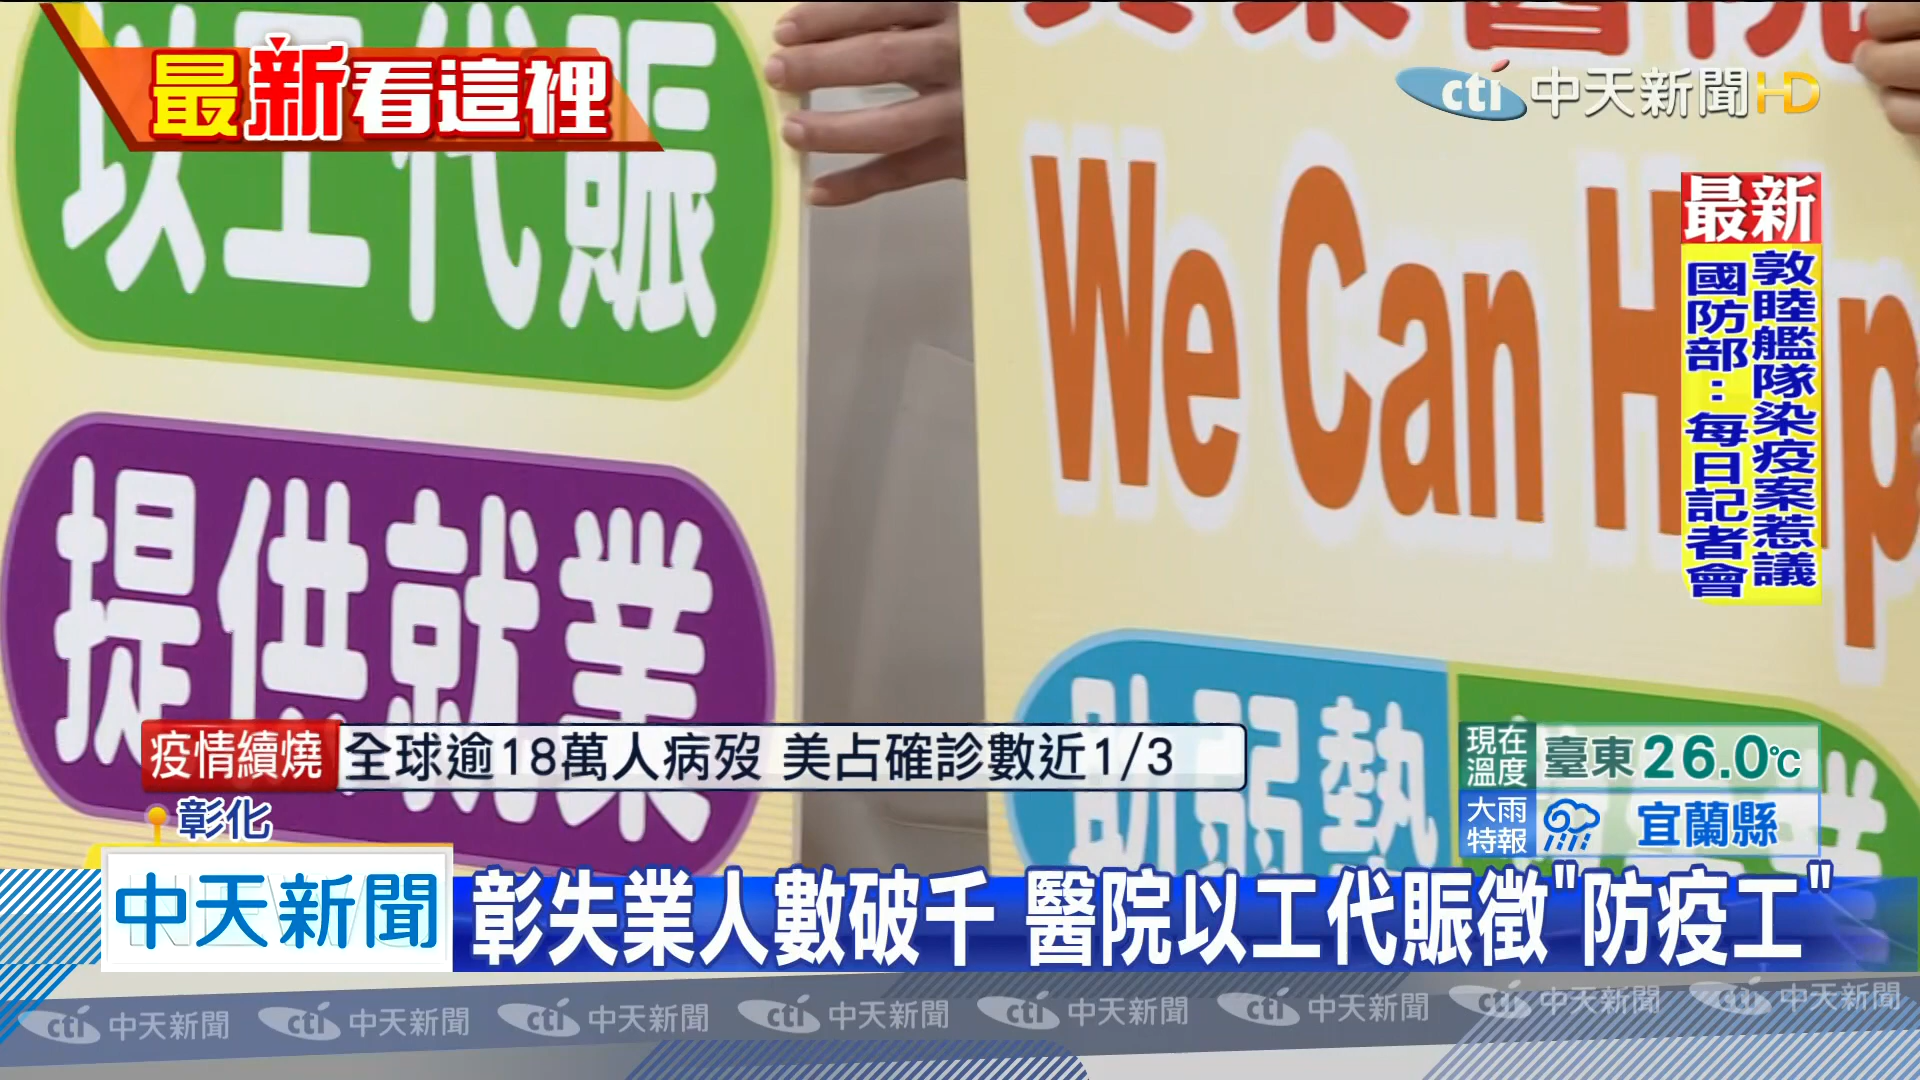 最新看這裡
cti 中天新聞HD
以工代賑
提供就業
We Can
助弱勢
最新
敦睦艦隊染疫案惹議
國防部：每日記者會
疫情續燒 全球逾18萬人病歿 美占確診數近1/3
現在溫度 臺東 26.0°C
大雨特報 宜蘭縣
彰化
中天新聞 彰失業人數破千 醫院以工代賑徵"防疫工"
cti 中天新聞 cti 中天新聞 cti 中天新聞 cti 中天新聞 cti 中天新聞 cti 中天新聞 cti 中天新聞 cti 中天新聞